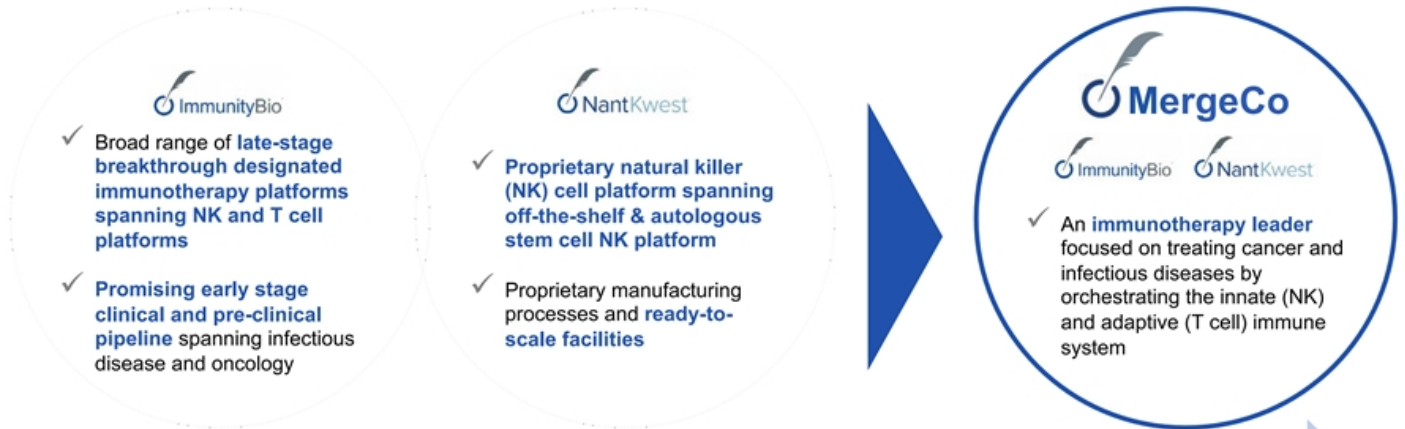 ImmunityBio
Broad range of late-stage
breakthrough designated
immunotherapy platforms
spanning NK and T cell
platforms
Promising early stage
clinical and pre-clinical
pipeline spanning infectious
disease and oncology
NantKwest
Proprietary natural killer
(NK) cell platform spanning
off-the-shelf & autologous
stem cell NK platform
Proprietary manufacturing
processes and ready-to-
scale facilities
MergeCo
ImmunityBio NantKwest
An immunotherapy leader
focused on treating cancer and
infectious diseases by
orchestrating the innate (NK)
and adaptive (T cell) immune
system